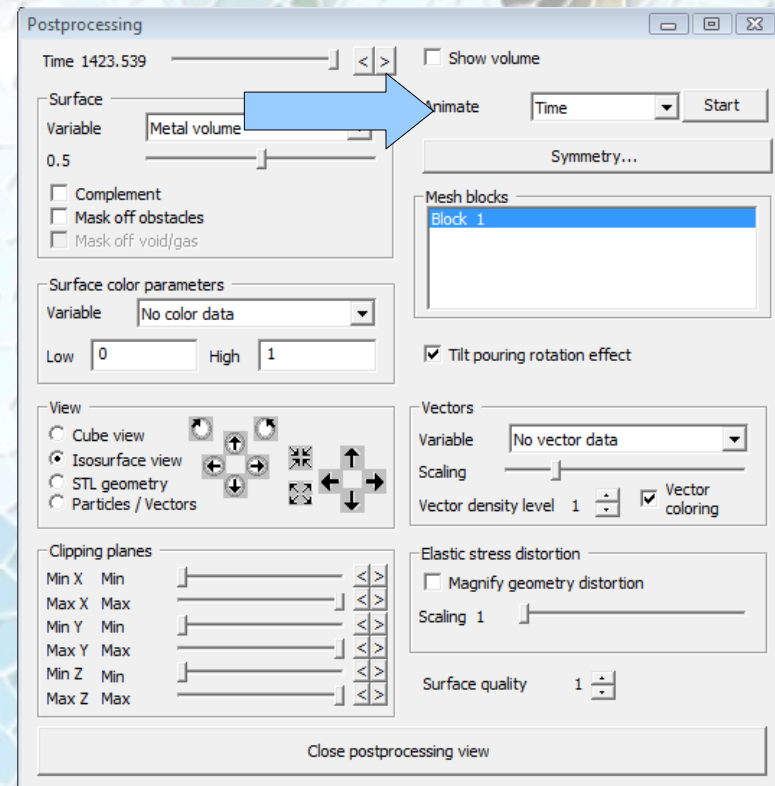 Postprocessing
Time 1423.539
< >
Show volume
Surface
Variable Metal volume
0.5
Complement
Mask off obstacles
Mask off void/gas
Animate Time Start
Symmetry...
Mesh blocks
Block 1
Surface color parameters
Variable No color data
Low 0 High 1
Tilt pouring rotation effect
View
Cube view
Isosurface view
STL geometry
Particles / Vectors
Vectors
Variable No vector data
Scaling
Vector density level 1
Vector
coloring
Clipping planes
Min X Min < >
Max X Max < >
Min Y Min < >
Max Y Max < >
Min Z Min < >
Max Z Max < >
Elastic stress distortion
Magnify geometry distortion
Scaling 1
Surface quality 1
Close postprocessing view